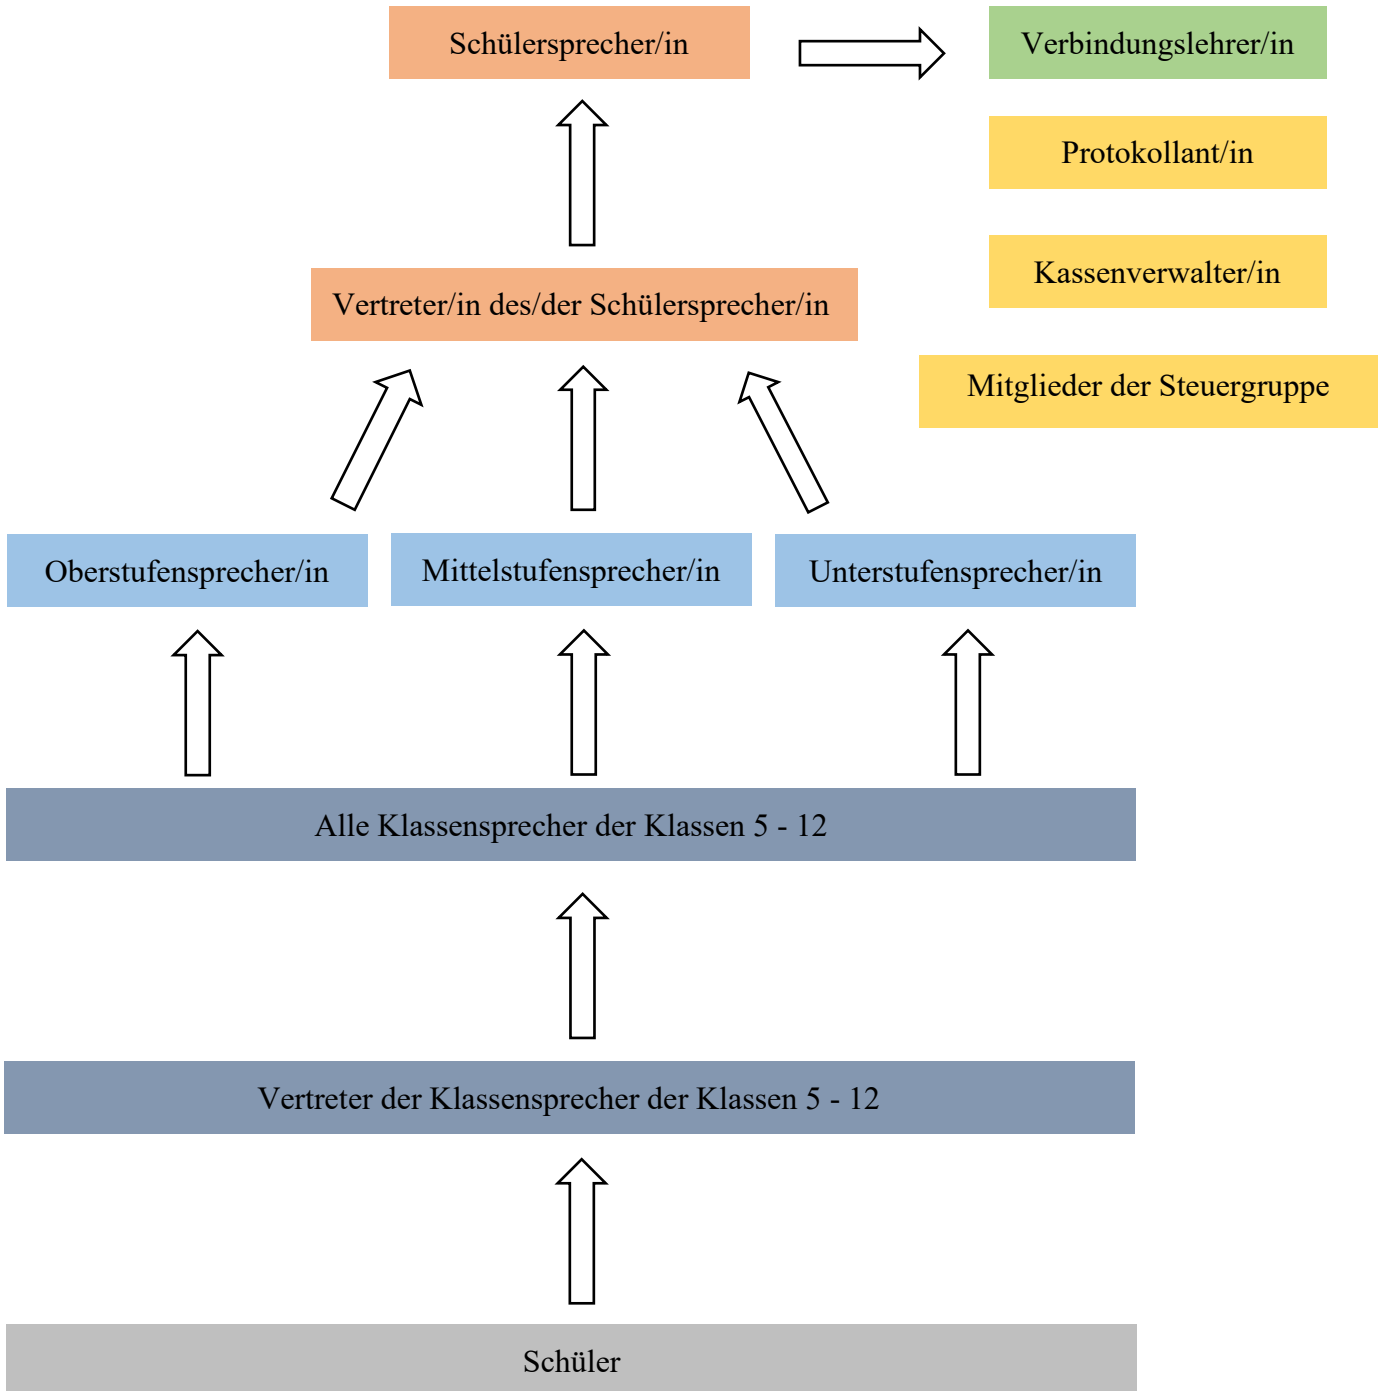 Schülersprecher/in
Verbindungslehrer/in
Protokollant/in
Kassenverwalter/in
Vertreter/in des/der Schülersprecher/in
Mitglieder der Steuergruppe
Oberstufensprecher/in
Mittelstufensprecher/in
Unterstufensprecher/in
Alle Klassensprecher der Klassen 5 - 12
Vertreter der Klassensprecher der Klassen 5 - 12
Schüler